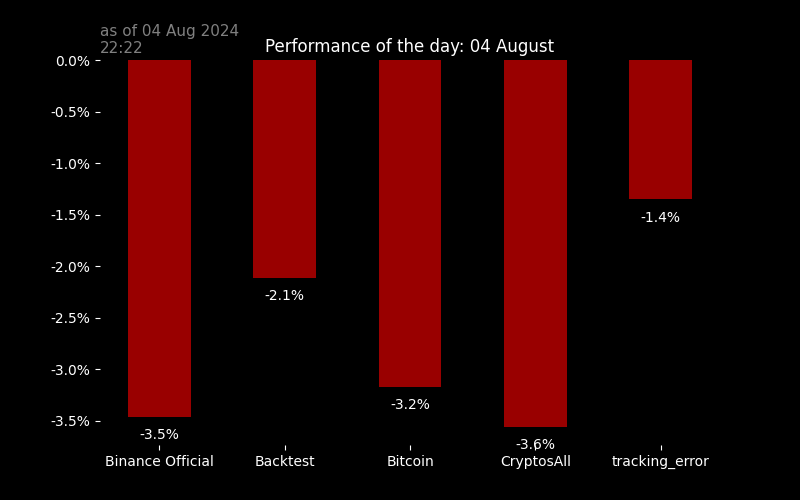 as of 04 Aug 2024
22:22
Performance of the day: 04 August
0.0%
-0.5%
-1.0%
-1.5%
-2.0%
-2.5%
-3.0%
-3.5%
-3.5%
-2.1%
-3.2%
-3.6%
-1.4%
Binance Official
Backtest
Bitcoin
CryptosAll
tracking_error